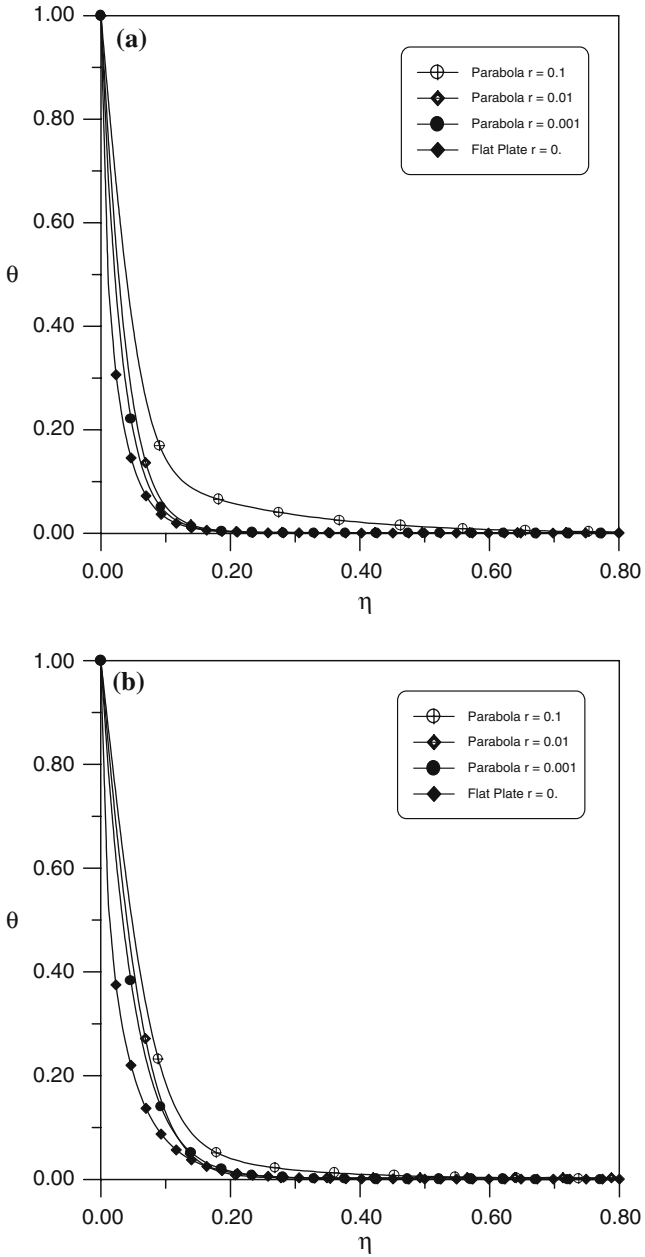 1.00
(a)
Parabola r = 0.1
Parabola r = 0.01
Parabola r = 0.001
Flat Plate r = 0.
0.80
0.60
θ
0.40
0.20
0.00
0.00 0.20 0.40 0.60 0.80
η
1.00
(b)
Parabola r = 0.1
Parabola r = 0.01
Parabola r = 0.001
Flat Plate r = 0.
0.80
0.60
θ
0.40
0.20
0.00
0.00 0.20 0.40 0.60 0.80
η